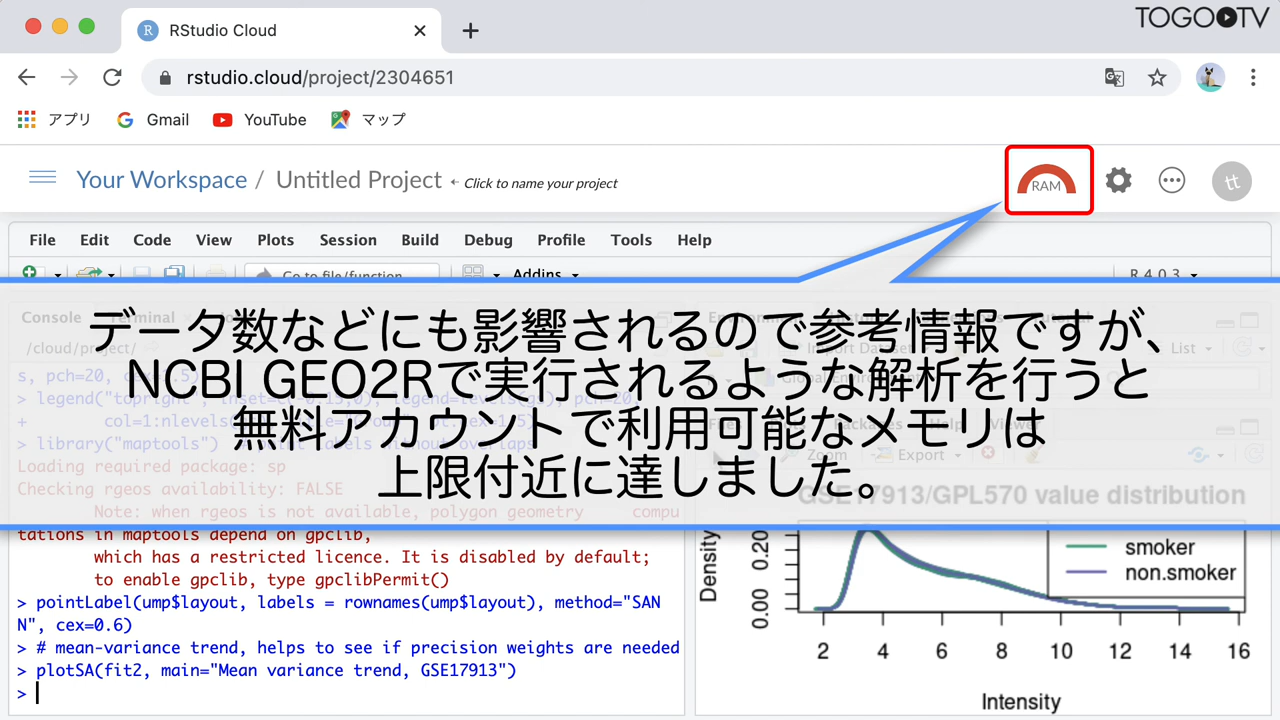 TOGOTV
RStudio Cloud
rstudio.cloud/project/2304651
アプリ Gmail YouTube マップ
Your Workspace / Untitled Project ← Click to name your project
RAM
tt
File Edit Code View Plots Session Build Debug Profile Tools Help
Go to file/function Addins R 4.0.3
データ数などにも影響されるので参考情報ですが、
NCBI GEO2Rで実行されるような解析を行うと
無料アカウントで利用可能なメモリは
上限付近に達しました。
Console Terminal
/cloud/project/
List
> library("maptools")
Loading required package: sp
Checking rgeos availability: FALSE
Note: when rgeos is not available, polygon geometry compu
tations in maptools depend on gpclib,
which has a restricted licence. It is disabled by default;
to enable gpclib, type gpclibPermit()
> pointLabel(ump$layout, labels = rownames(ump$layout), method="SAN
N", cex=0.6)
> # mean-variance trend, helps to see if precision weights are needed
> plotSA(fit2, main="Mean variance trend, GSE17913")
>
Zoom Export
GSE17913/GPL570 value distribution
Density
0.20
0.00
smoker
non.smoker
2 4 6 8 10 12 14 16
Intensity